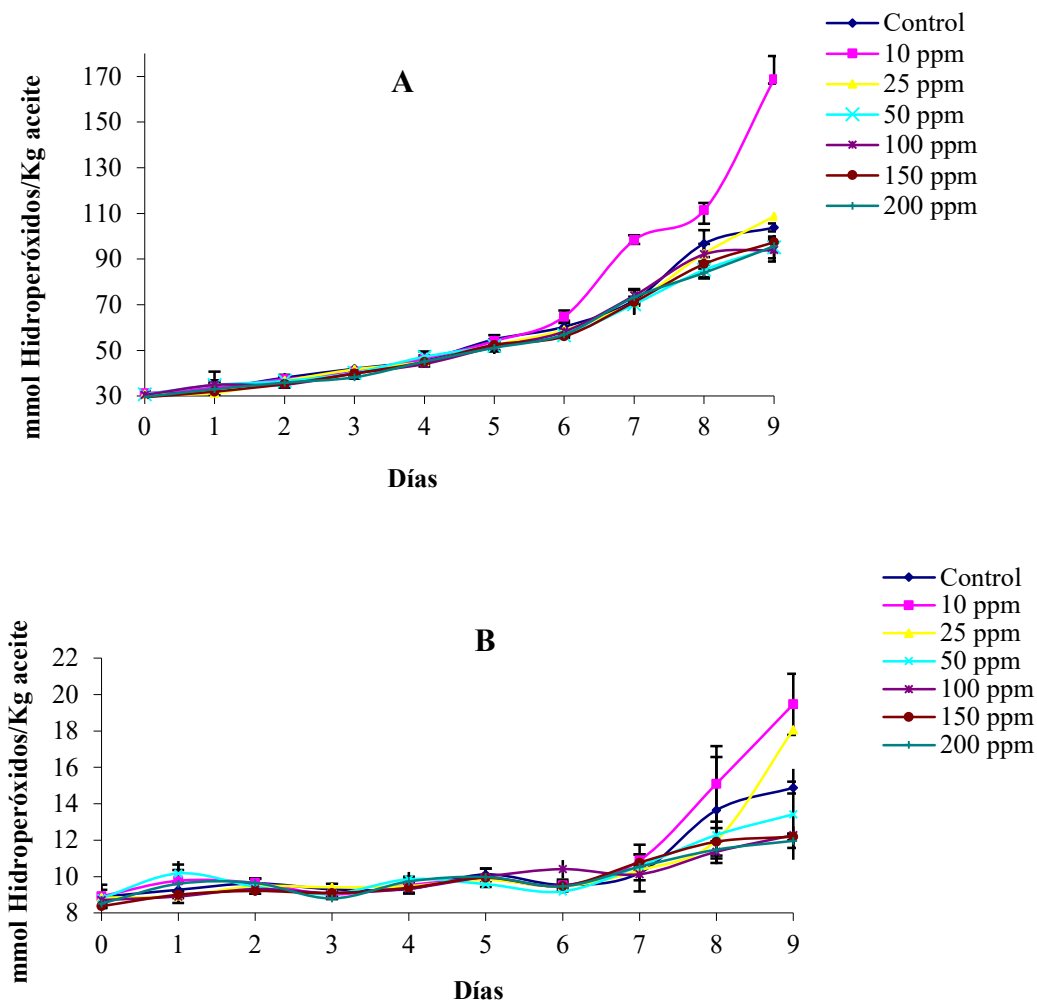 Control
10 ppm
25 ppm
50 ppm
100 ppm
150 ppm
200 ppm
A
mmol Hidroperóxidos/Kg aceite
170
150
130
110
90
70
50
30
0 1 2 3 4 5 6 7 8 9
Días
Control
10 ppm
25 ppm
50 ppm
100 ppm
150 ppm
200 ppm
B
mmol Hidroperóxidos/Kg aceite
22
20
18
16
14
12
10
8
0 1 2 3 4 5 6 7 8 9
Días